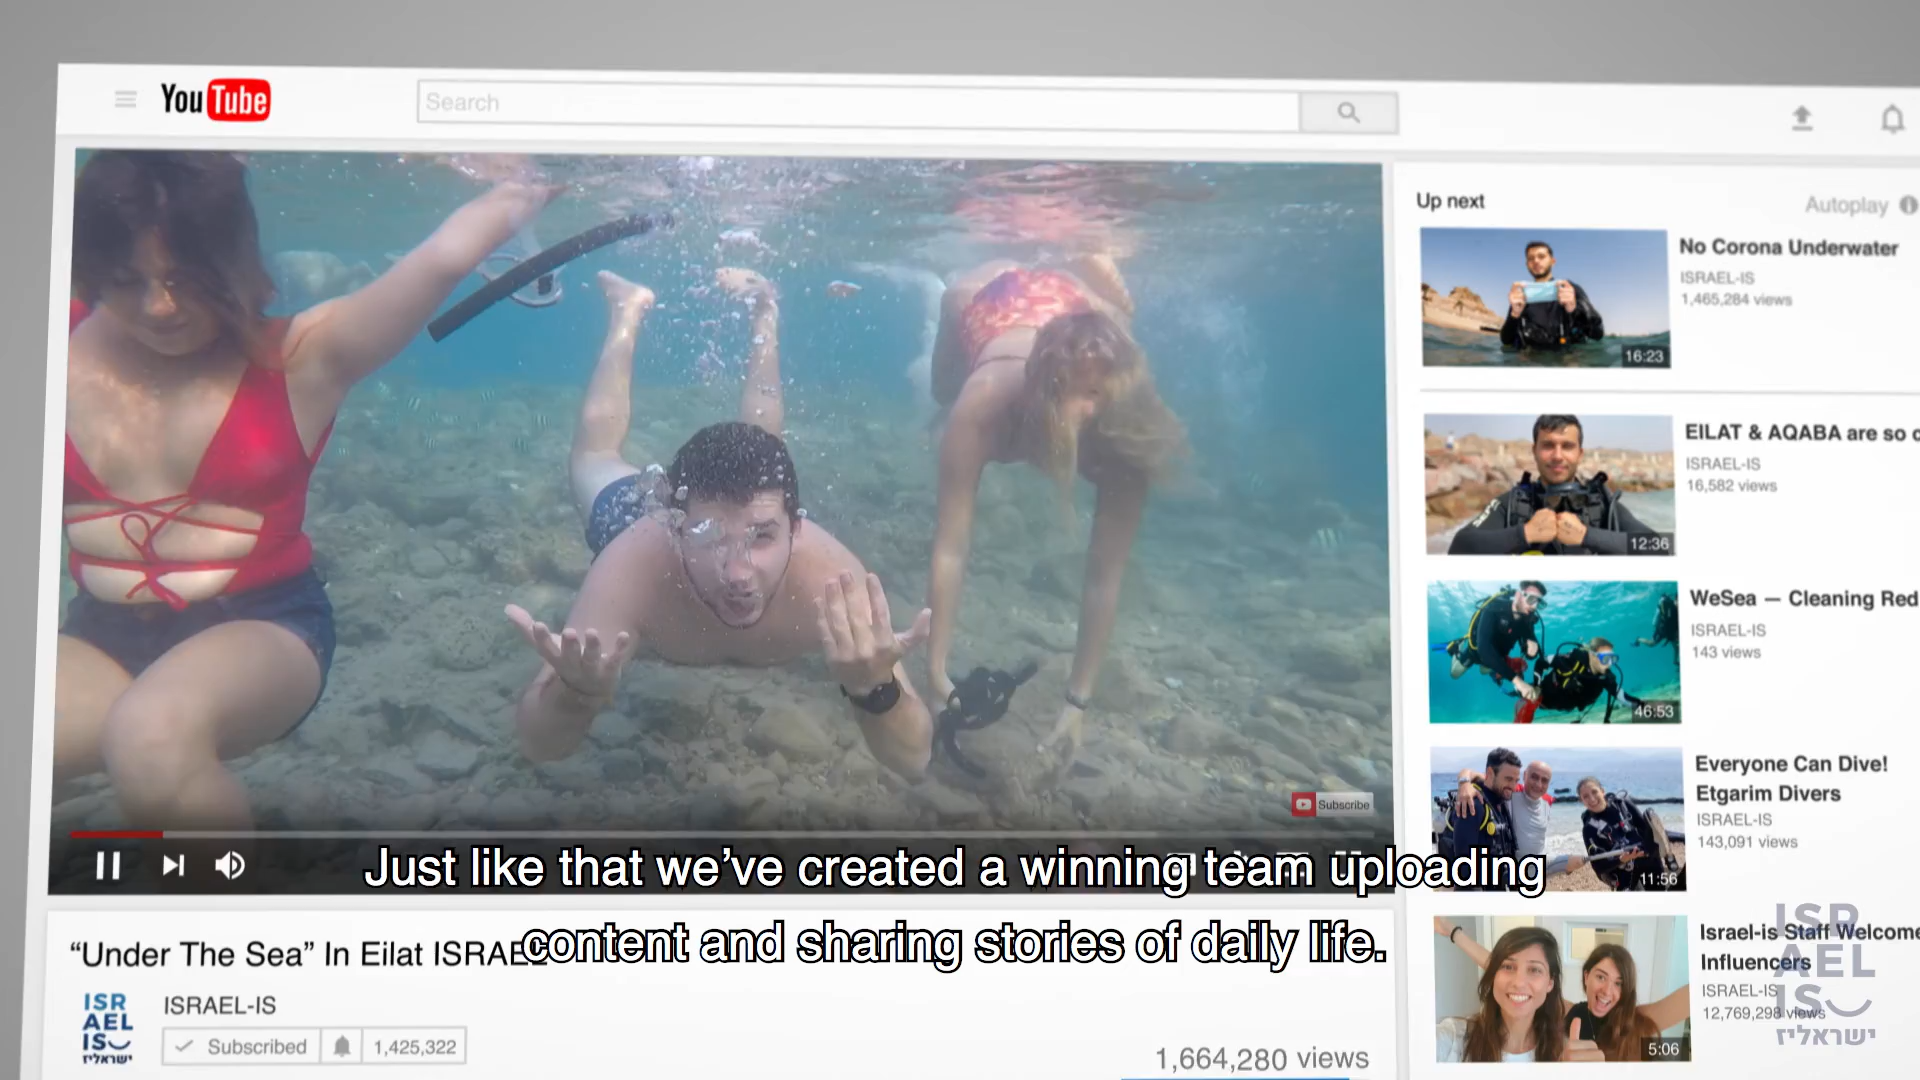 YouTube
Search
Up next
Autoplay
No Corona Underwater
ISRAEL-IS
1,465,284 views
16:23
EILAT & AQABA are so
ISRAEL-IS
16,582 views
12:36
WeSea — Cleaning Red
ISRAEL-IS
143 views
46:53
Everyone Can Dive!
Etgarim Divers
ISRAEL-IS
143,091 views
11:56
Israel-is Staff Welcome
Influencers
ISRAEL-IS
12,769,298 views
5:06
Subscribe
Just like that we’ve created a winning team uploading
content and sharing stories of daily life.
“Under The Sea” In Eilat ISRAEL
ISR
AEL
IS
ישראליז
ISRAEL-IS
Subscribed
1,425,322
1,664,280 views
ISR
AEL
IS
ישראליז